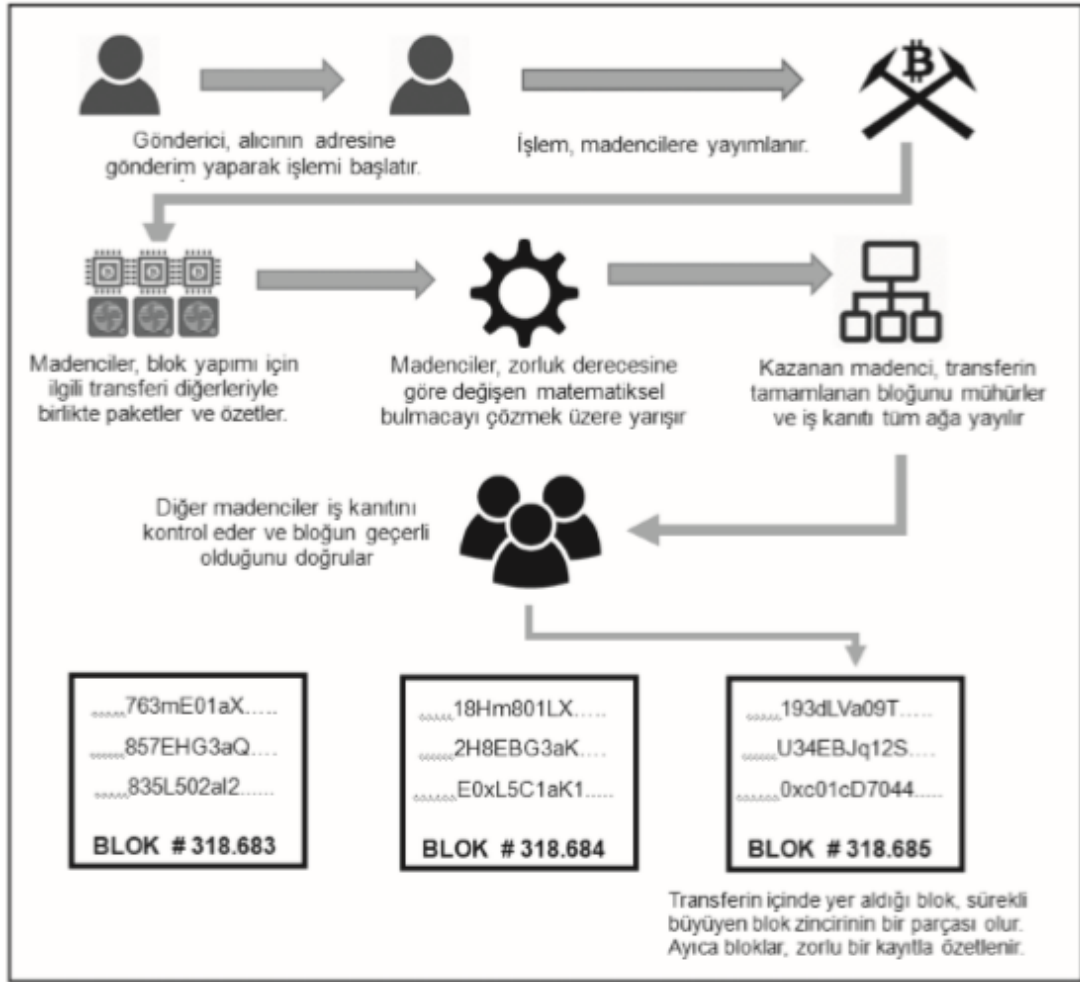 Gönderici, alıcının adresine
gönderim yaparak işlemi başlatır.
İşlem, madencilere yayımlanır.
Madenciler, blok yapımı için
ilgili transferi diğerleriyle
birlikte paketler ve özetler.
Madenciler, zorluk derecesine
göre değişen matematiksel
bulmacayı çözmek üzere yarışır
Kazanan madenci, transferin
tamamlanan bloğunu mühürler
ve iş kanıtı tüm ağa yayılır
Diğer madenciler iş kanıtını
kontrol eder ve bloğun geçerli
olduğunu doğrular
......763mE01aX.....
......857EHG3aQ....
......835L502aI2......
BLOK # 318.683
......18Hm801LX.....
......2H8EBG3aK....
.......E0xL5C1aK1.....
BLOK # 318.684
......193dLVa09T.....
......U34EBJq12S....
.......0xc01cD7044.....
BLOK # 318.685
Transferin içinde yer aldığı blok, sürekli
büyüyen blok zincirinin bir parçası olur.
Ayıca bloklar, zorlu bir kayıtla özetlenir.